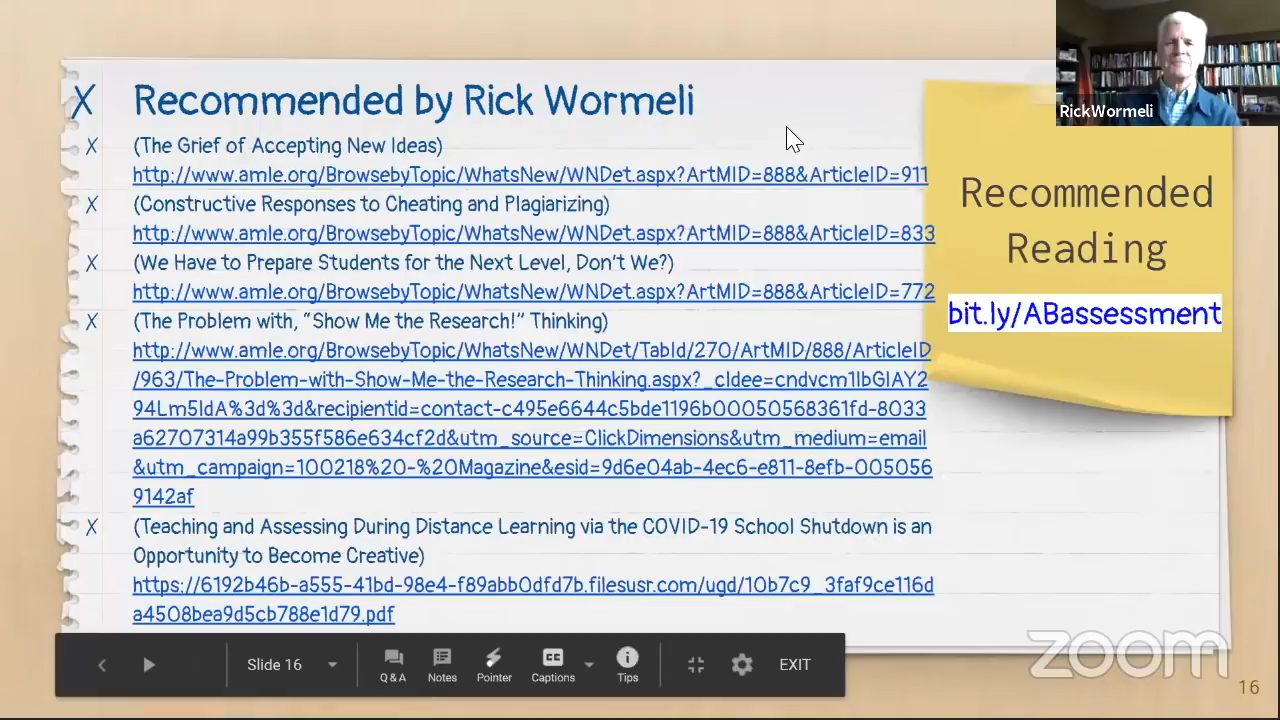 RickWormeli
X Recommended by Rick Wormeli
X (The Grief of Accepting New Ideas)
http://www.amle.org/BrowsebyTopic/WhatsNew/WNDet.aspx?ArtMID=888&ArticleID=911
X (Constructive Responses to Cheating and Plagiarizing)
http://www.amle.org/BrowsebyTopic/WhatsNew/WNDet.aspx?ArtMID=888&ArticleID=833
X (We Have to Prepare Students for the Next Level, Don't We?)
http://www.amle.org/BrowsebyTopic/WhatsNew/WNDet.aspx?ArtMID=888&ArticleID=772
X (The Problem with, "Show Me the Research!" Thinking)
http://www.amle.org/BrowsebyTopic/WhatsNew/WNDet/TabId/270/ArtMID/888/ArticleID
/963/The-Problem-with-Show-Me-the-Research-Thinking.aspx?_cldee=cndvcm1lbGlAY2
94Lm5ldA%3d%3d&recipientid=contact-c495e6644c5bde1196b00050568361fd-8033
a62707314a99b355f586e634cf2d&utm_source=ClickDimensions&utm_medium=email
&utm_campaign=100218%20-%20Magazine&esid=9d6e04ab-4ec6-e811-8efb-005056
9142af
X (Teaching and Assessing During Distance Learning via the COVID-19 School Shutdown is an
Opportunity to Become Creative)
https://6192b46b-a555-41bd-98e4-f89abb0dfd7b.filesusr.com/ugd/10b7c9_3faf9ce116d
a4508bea9d5cb788e1d79.pdf
Recommended
Reading
bit.ly/ABassessment
Slide 16
Q & A
Notes
Pointer
CC
Captions
Tips
EXIT
zoom
16